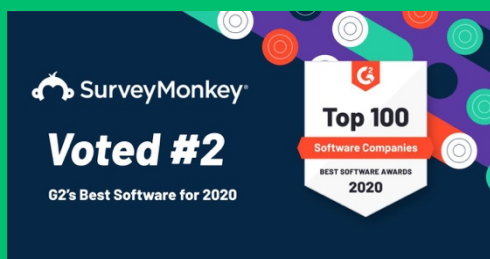 SurveyMonkey®
Voted #2
G2's Best Software for 2020
G2
Top 100
Software Companies
BEST SOFTWARE AWARDS
2020